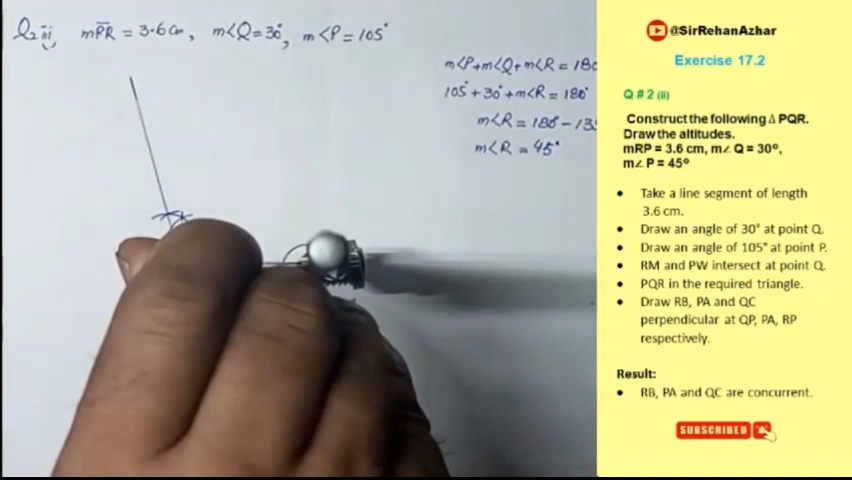 Q2 ii, mPR = 3.6 cm, m∠Q = 30°, m∠P = 105°
m∠P+m∠Q+m∠R = 180
105° + 30° + m∠R = 180°
m∠R = 180° - 135
m∠R = 45°
@SirRehanAzhar
Exercise 17.2
Q # 2 (ii)
Construct the following Δ PQR.
Draw the altitudes.
mRP = 3.6 cm, m∠ Q = 30º,
m∠ P = 45º
• Take a line segment of length
3.6 cm.
• Draw an angle of 30° at point Q.
• Draw an angle of 105° at point P.
• RM and PW intersect at point Q.
• PQR in the required triangle.
• Draw RB, PA and QC
perpendicular at QP, PA, RP
respectively.
Result:
• RB, PA and QC are concurrent.
SUBSCRIBED